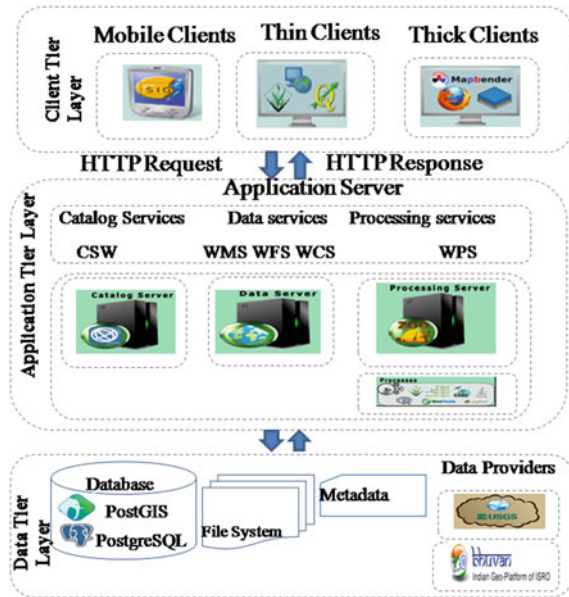 Client Tier
Layer
Mobile Clients
Thin Clients
Thick Clients
SIG
Mapbender
HTTP Request
HTTP Response
Application Tier Layer
Application Server
Catalog Services
Data services
Processing services
CSW
WMS WFS WCS
WPS
Catalog Server
Data Server
Processing Server
Processes
GeoTools
Data Tier
Layer
Database
PostGIS
PostgreSQL
File System
Metadata
Data Providers
USGS
bhuvan
Indian Geo-Platform of ISRO